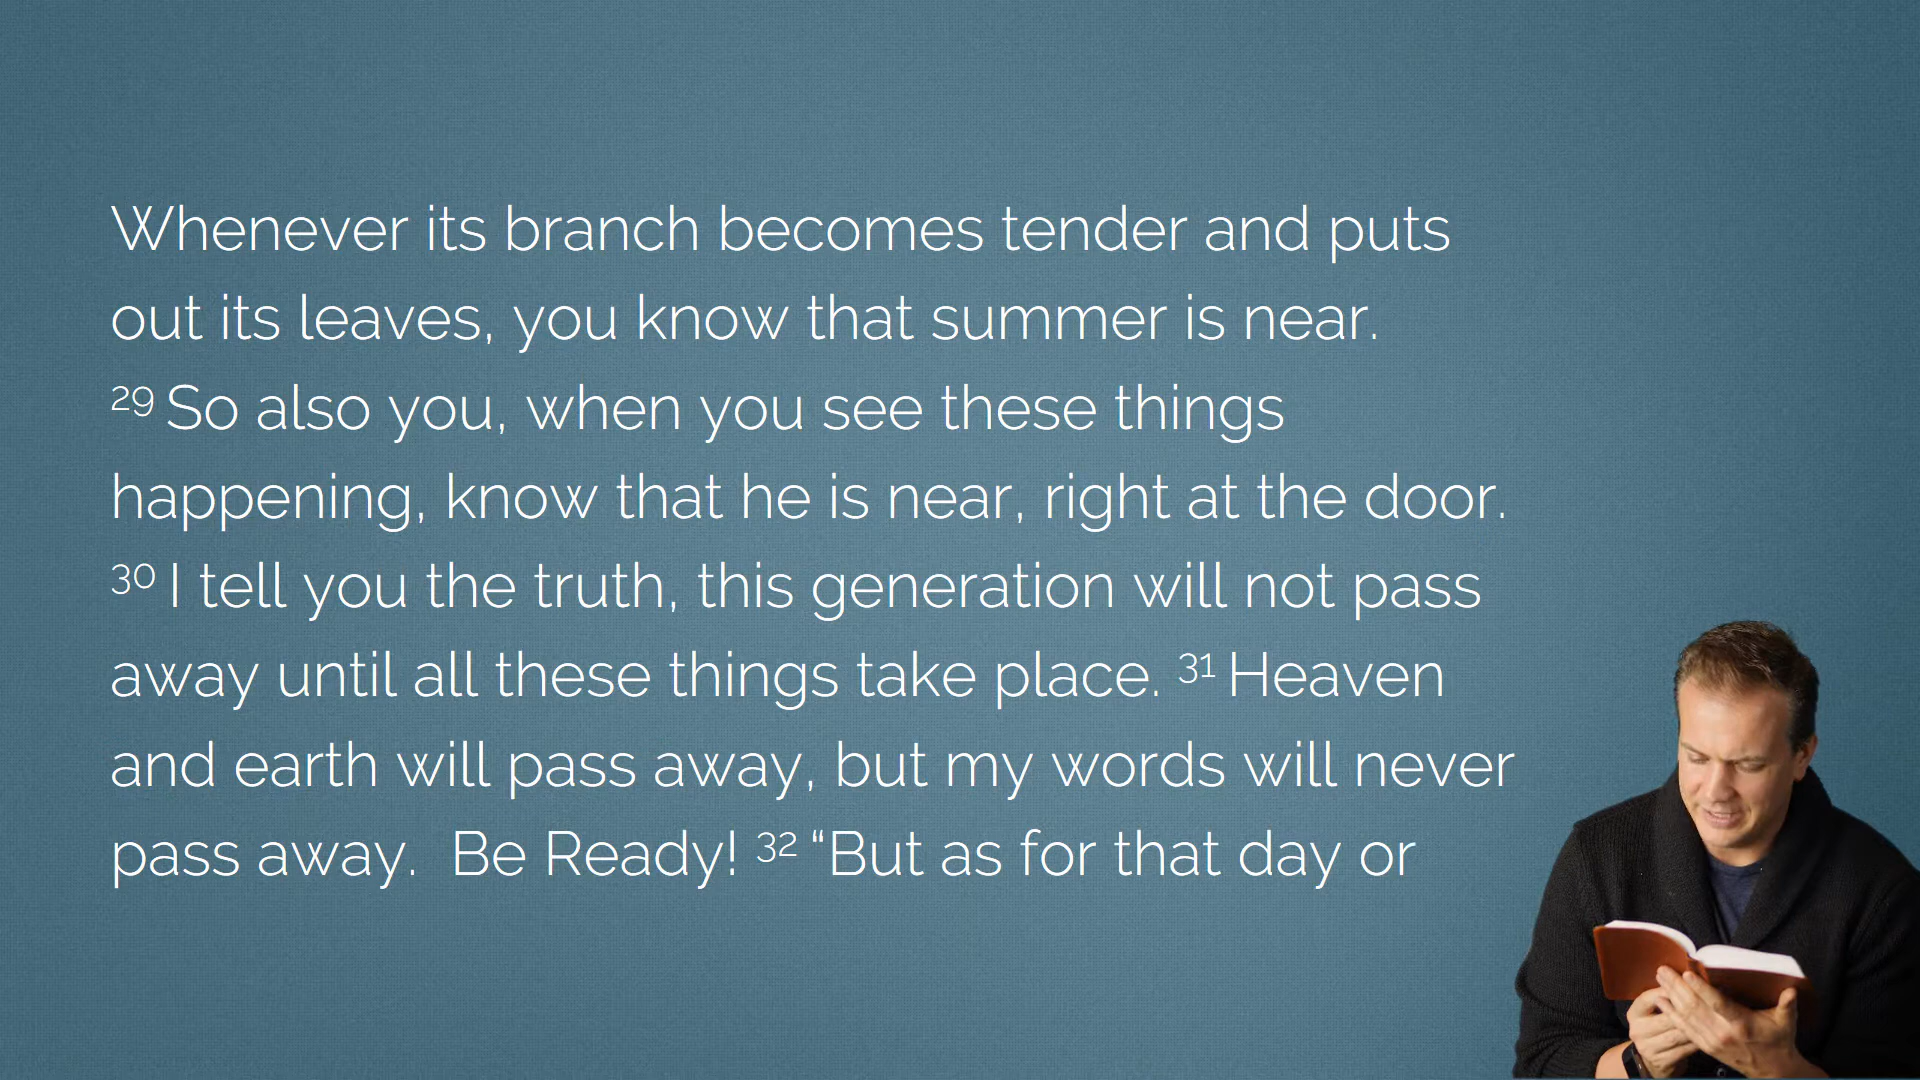 Whenever its branch becomes tender and puts
out its leaves, you know that summer is near.
29 So also you, when you see these things
happening, know that he is near, right at the door.
30 I tell you the truth, this generation will not pass
away until all these things take place. 31 Heaven
and earth will pass away, but my words will never
pass away.  Be Ready! 32 “But as for that day or